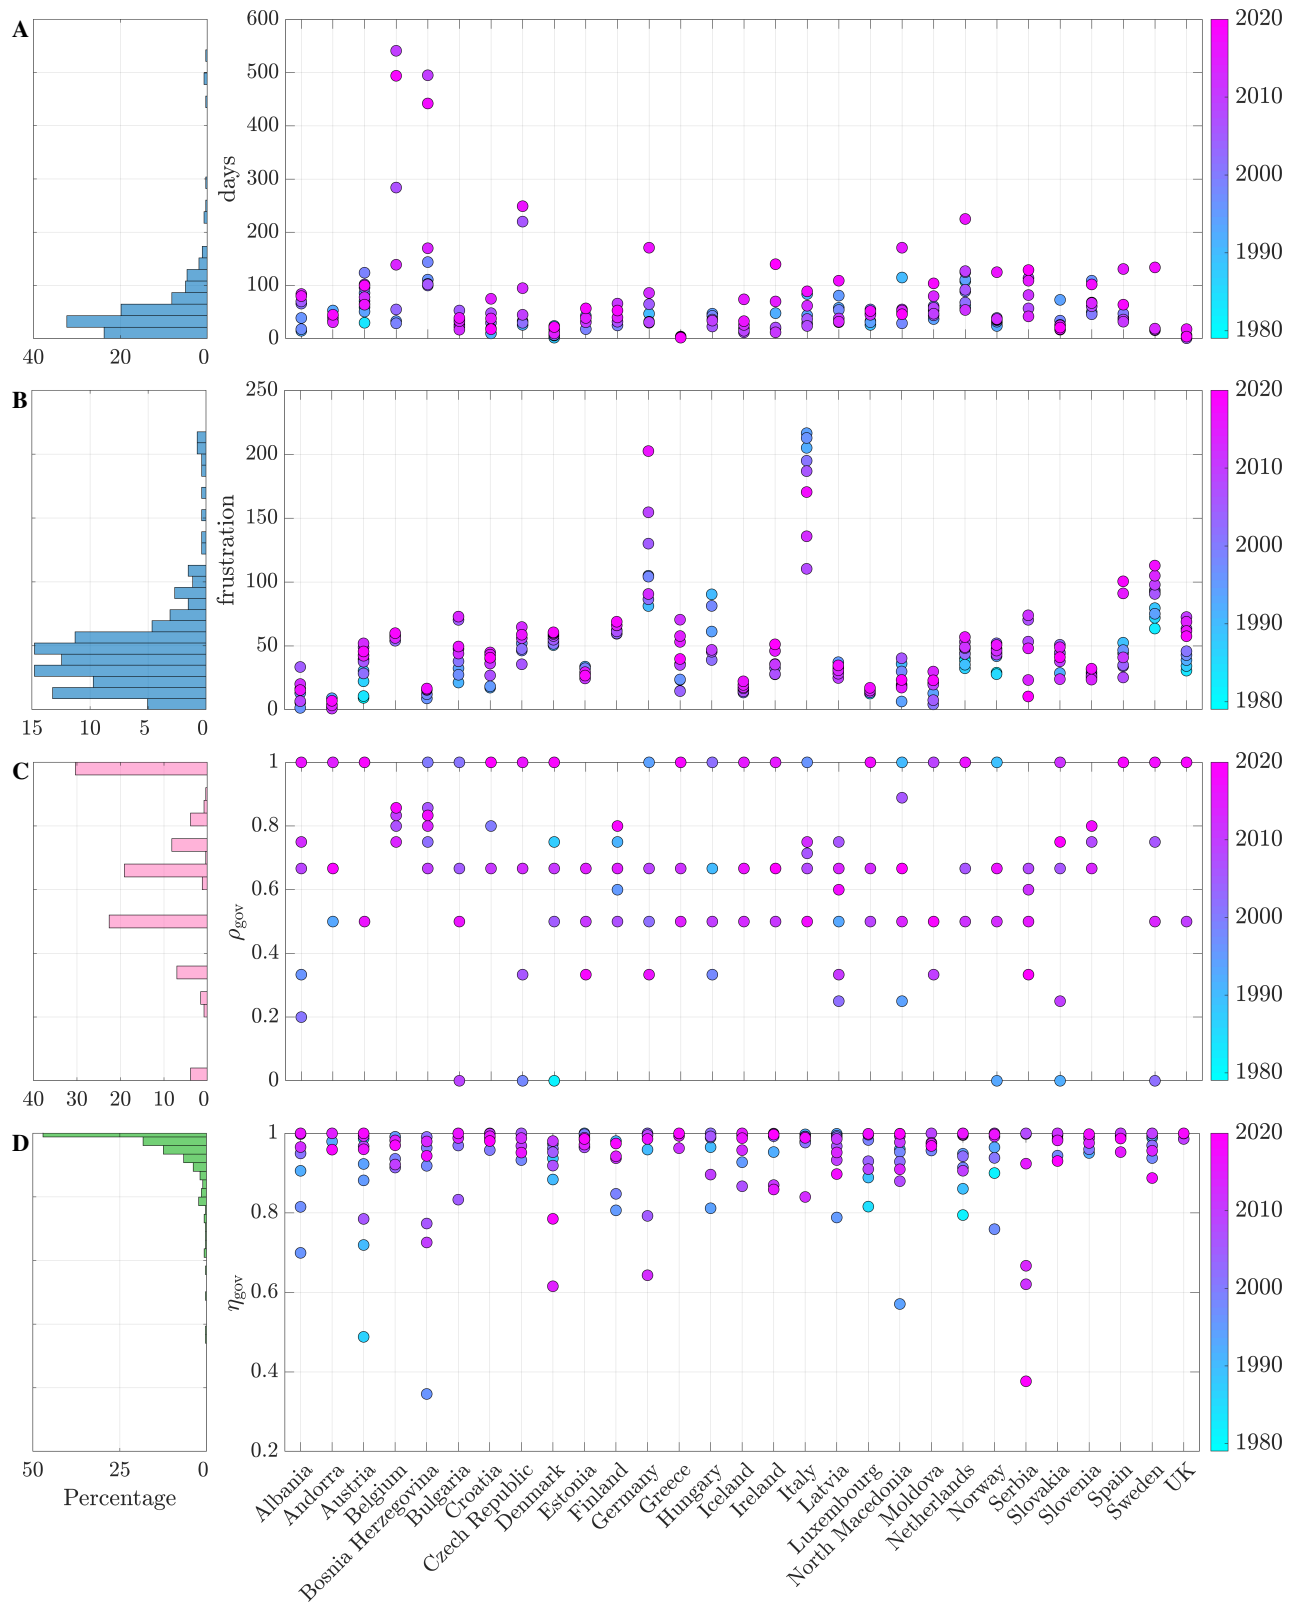 A
600
500
400
300
200
100
0
days
40 20 0
2020
2010
2000
1990
1980
B
250
200
150
100
50
0
frustration
15 10 5 0
2020
2010
2000
1990
1980
C
1
0.8
0.6
0.4
0.2
0
ρgov
40 30 20 10 0
2020
2010
2000
1990
1980
D
1
0.8
0.6
0.4
0.2
ηgov
50 25 0
Percentage
2020
2010
2000
1990
1980
Albania
Andorra
Austria
Belgium
Bosnia Herzegovina
Bulgaria
Croatia
Czech Republic
Denmark
Estonia
Finland
Germany
Greece
Hungary
Iceland
Ireland
Italy
Latvia
Luxembourg
North Macedonia
Moldova
Netherlands
Norway
Serbia
Slovakia
Slovenia
Spain
Sweden
UK